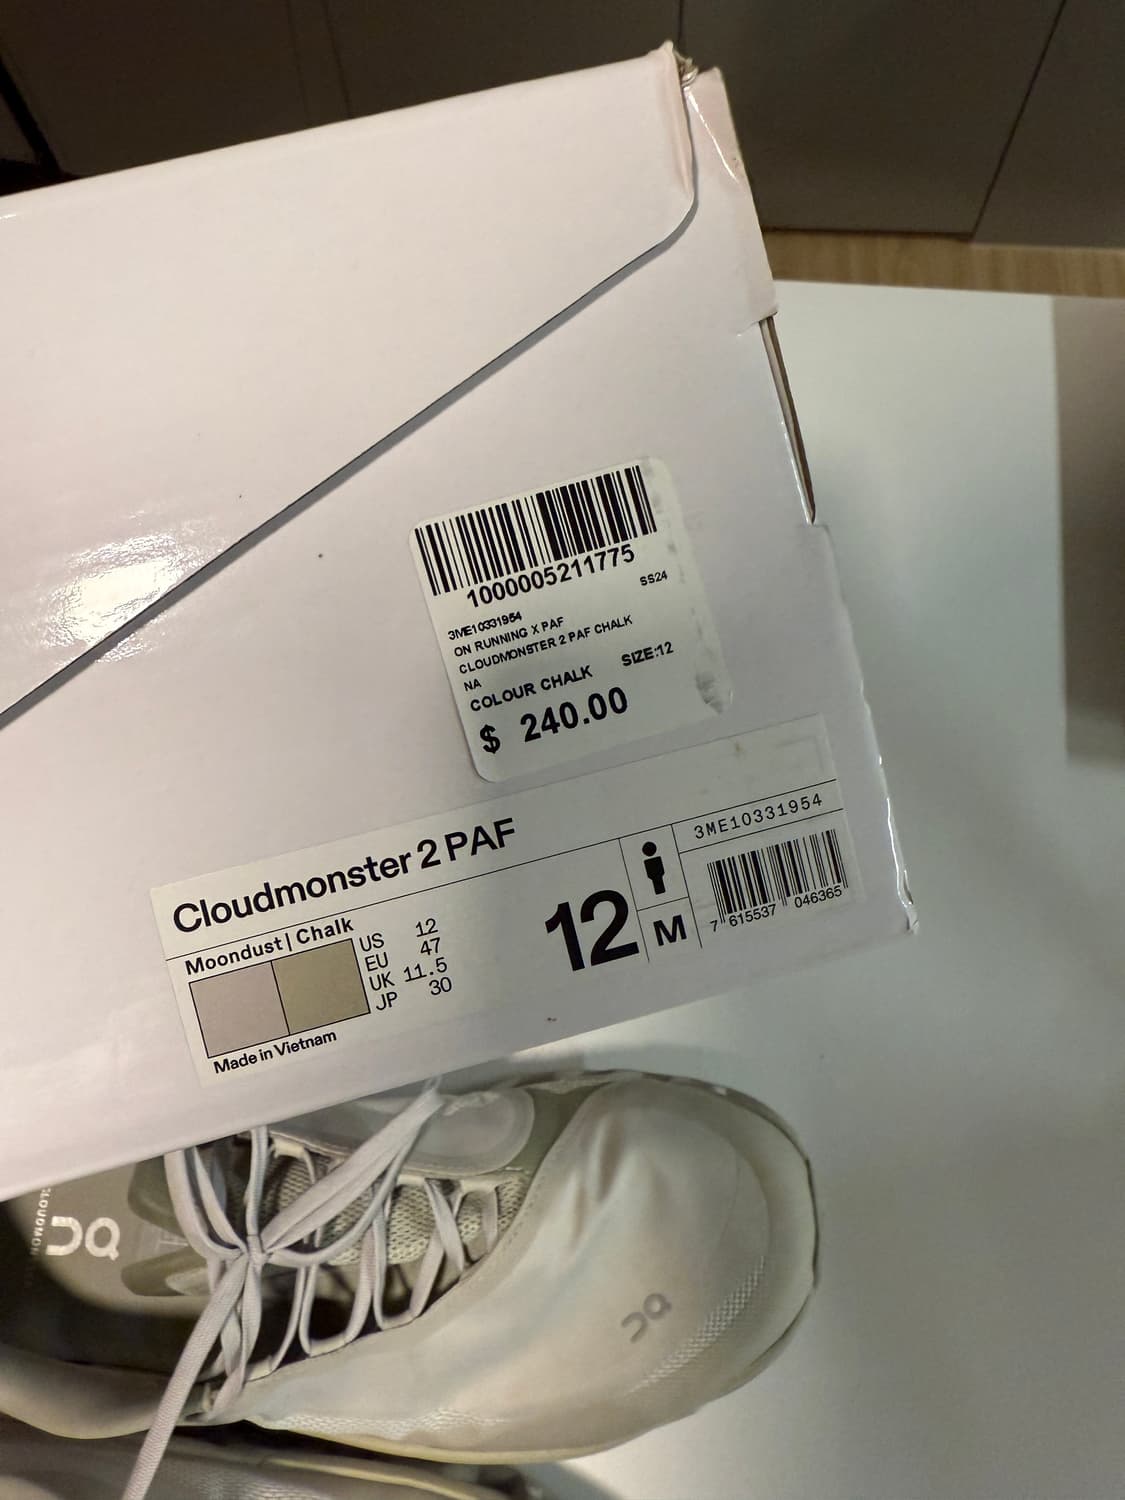 1000005211775
SS24
3ME10331954
ON RUNNING X PAF
CLOUDMONSTER 2 PAF CHALK
NA
COLOUR CHALK SIZE:12
$ 240.00
Cloudmonster 2 PAF
Moondust | Chalk
US 12
EU 47
UK 11.5
JP 30
Made in Vietnam
12
M
3ME10331954
7 615537 046365